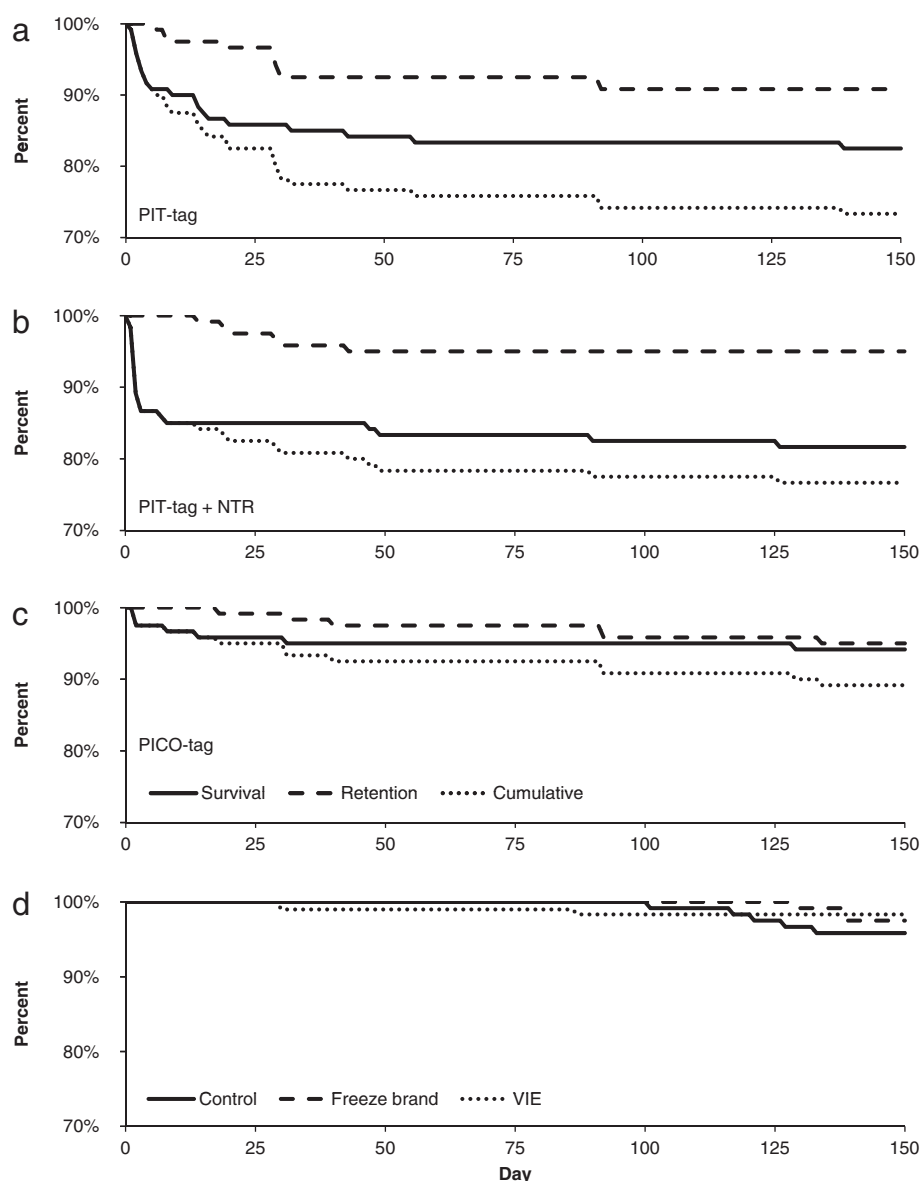 a
100%
90%
80%
70%
Percent
PIT-tag
0 25 50 75 100 125 150
b
100%
90%
80%
70%
Percent
PIT-tag + NTR
0 25 50 75 100 125 150
c
100%
90%
80%
70%
Percent
PICO-tag
Survival Retention Cumulative
0 25 50 75 100 125 150
d
100%
90%
80%
70%
Percent
Control Freeze brand VIE
0 25 50 75 100 125 150
Day